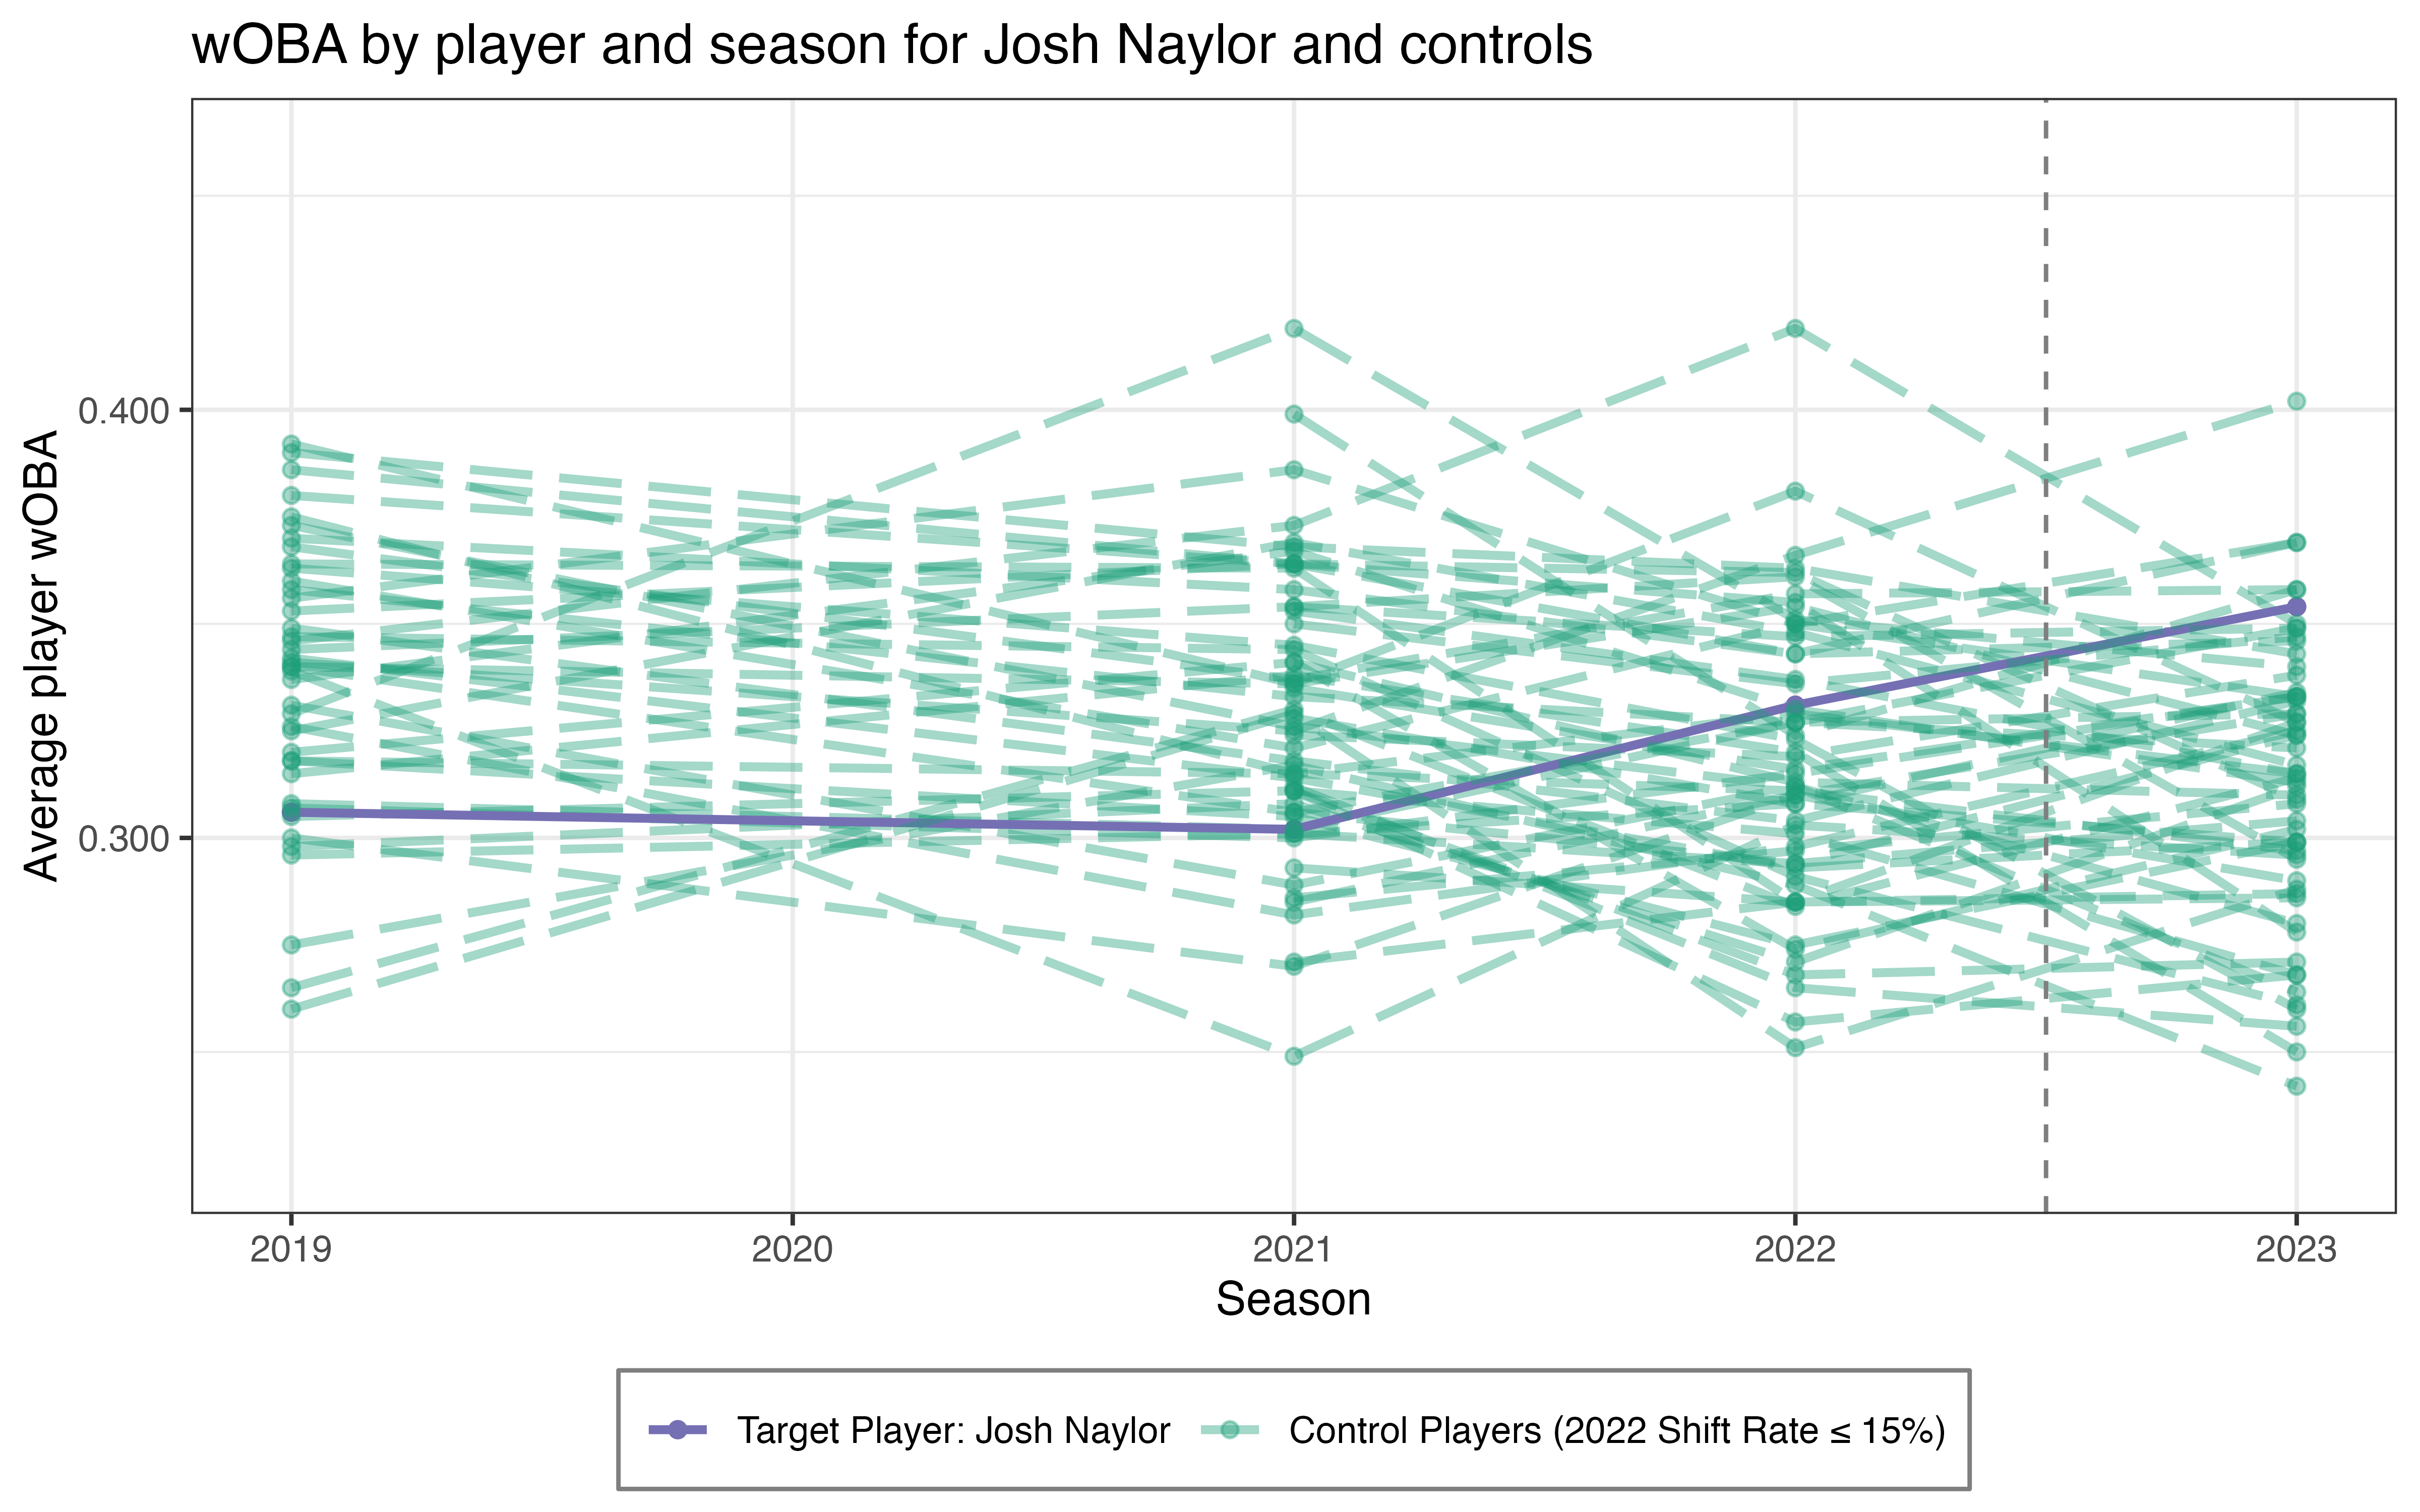 wOBA by player and season for Josh Naylor and controls
Average player wOBA
0.400
0.300
2019
2020
2021
2022
2023
Season
Target Player: Josh Naylor
Control Players (2022 Shift Rate ≤ 15%)